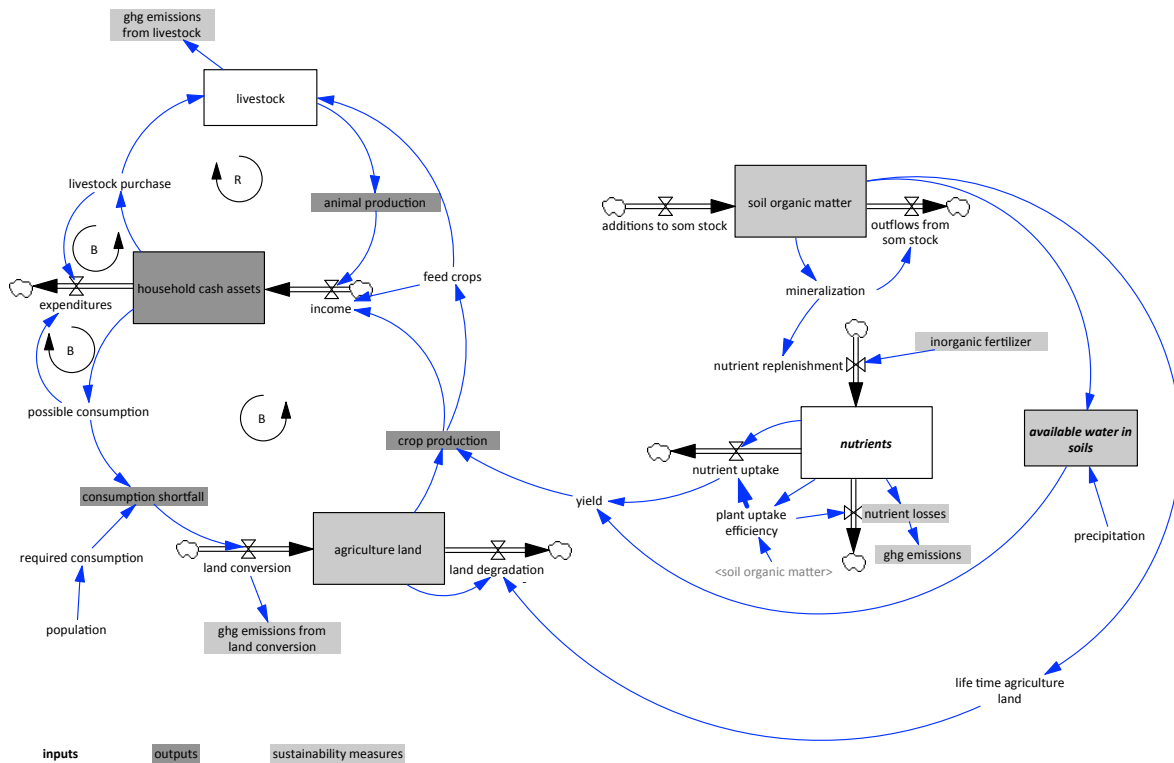 ghg emissions
from livestock
livestock
R
livestock purchase
animal production
B
household cash assets
expenditures
income
feed crops
B
possible consumption
B
crop production
consumption shortfall
required consumption
population
land conversion
agriculture land
land degradation
ghg emissions from
land conversion
additions to som stock
soil organic matter
outflows from
som stock
mineralization
nutrient replenishment
inorganic fertilizer
nutrients
nutrient uptake
yield
plant uptake
efficiency
<soil organic matter>
nutrient losses
ghg emissions
available water in
soils
precipitation
life time agriculture
land
inputs
outputs
sustainability measures